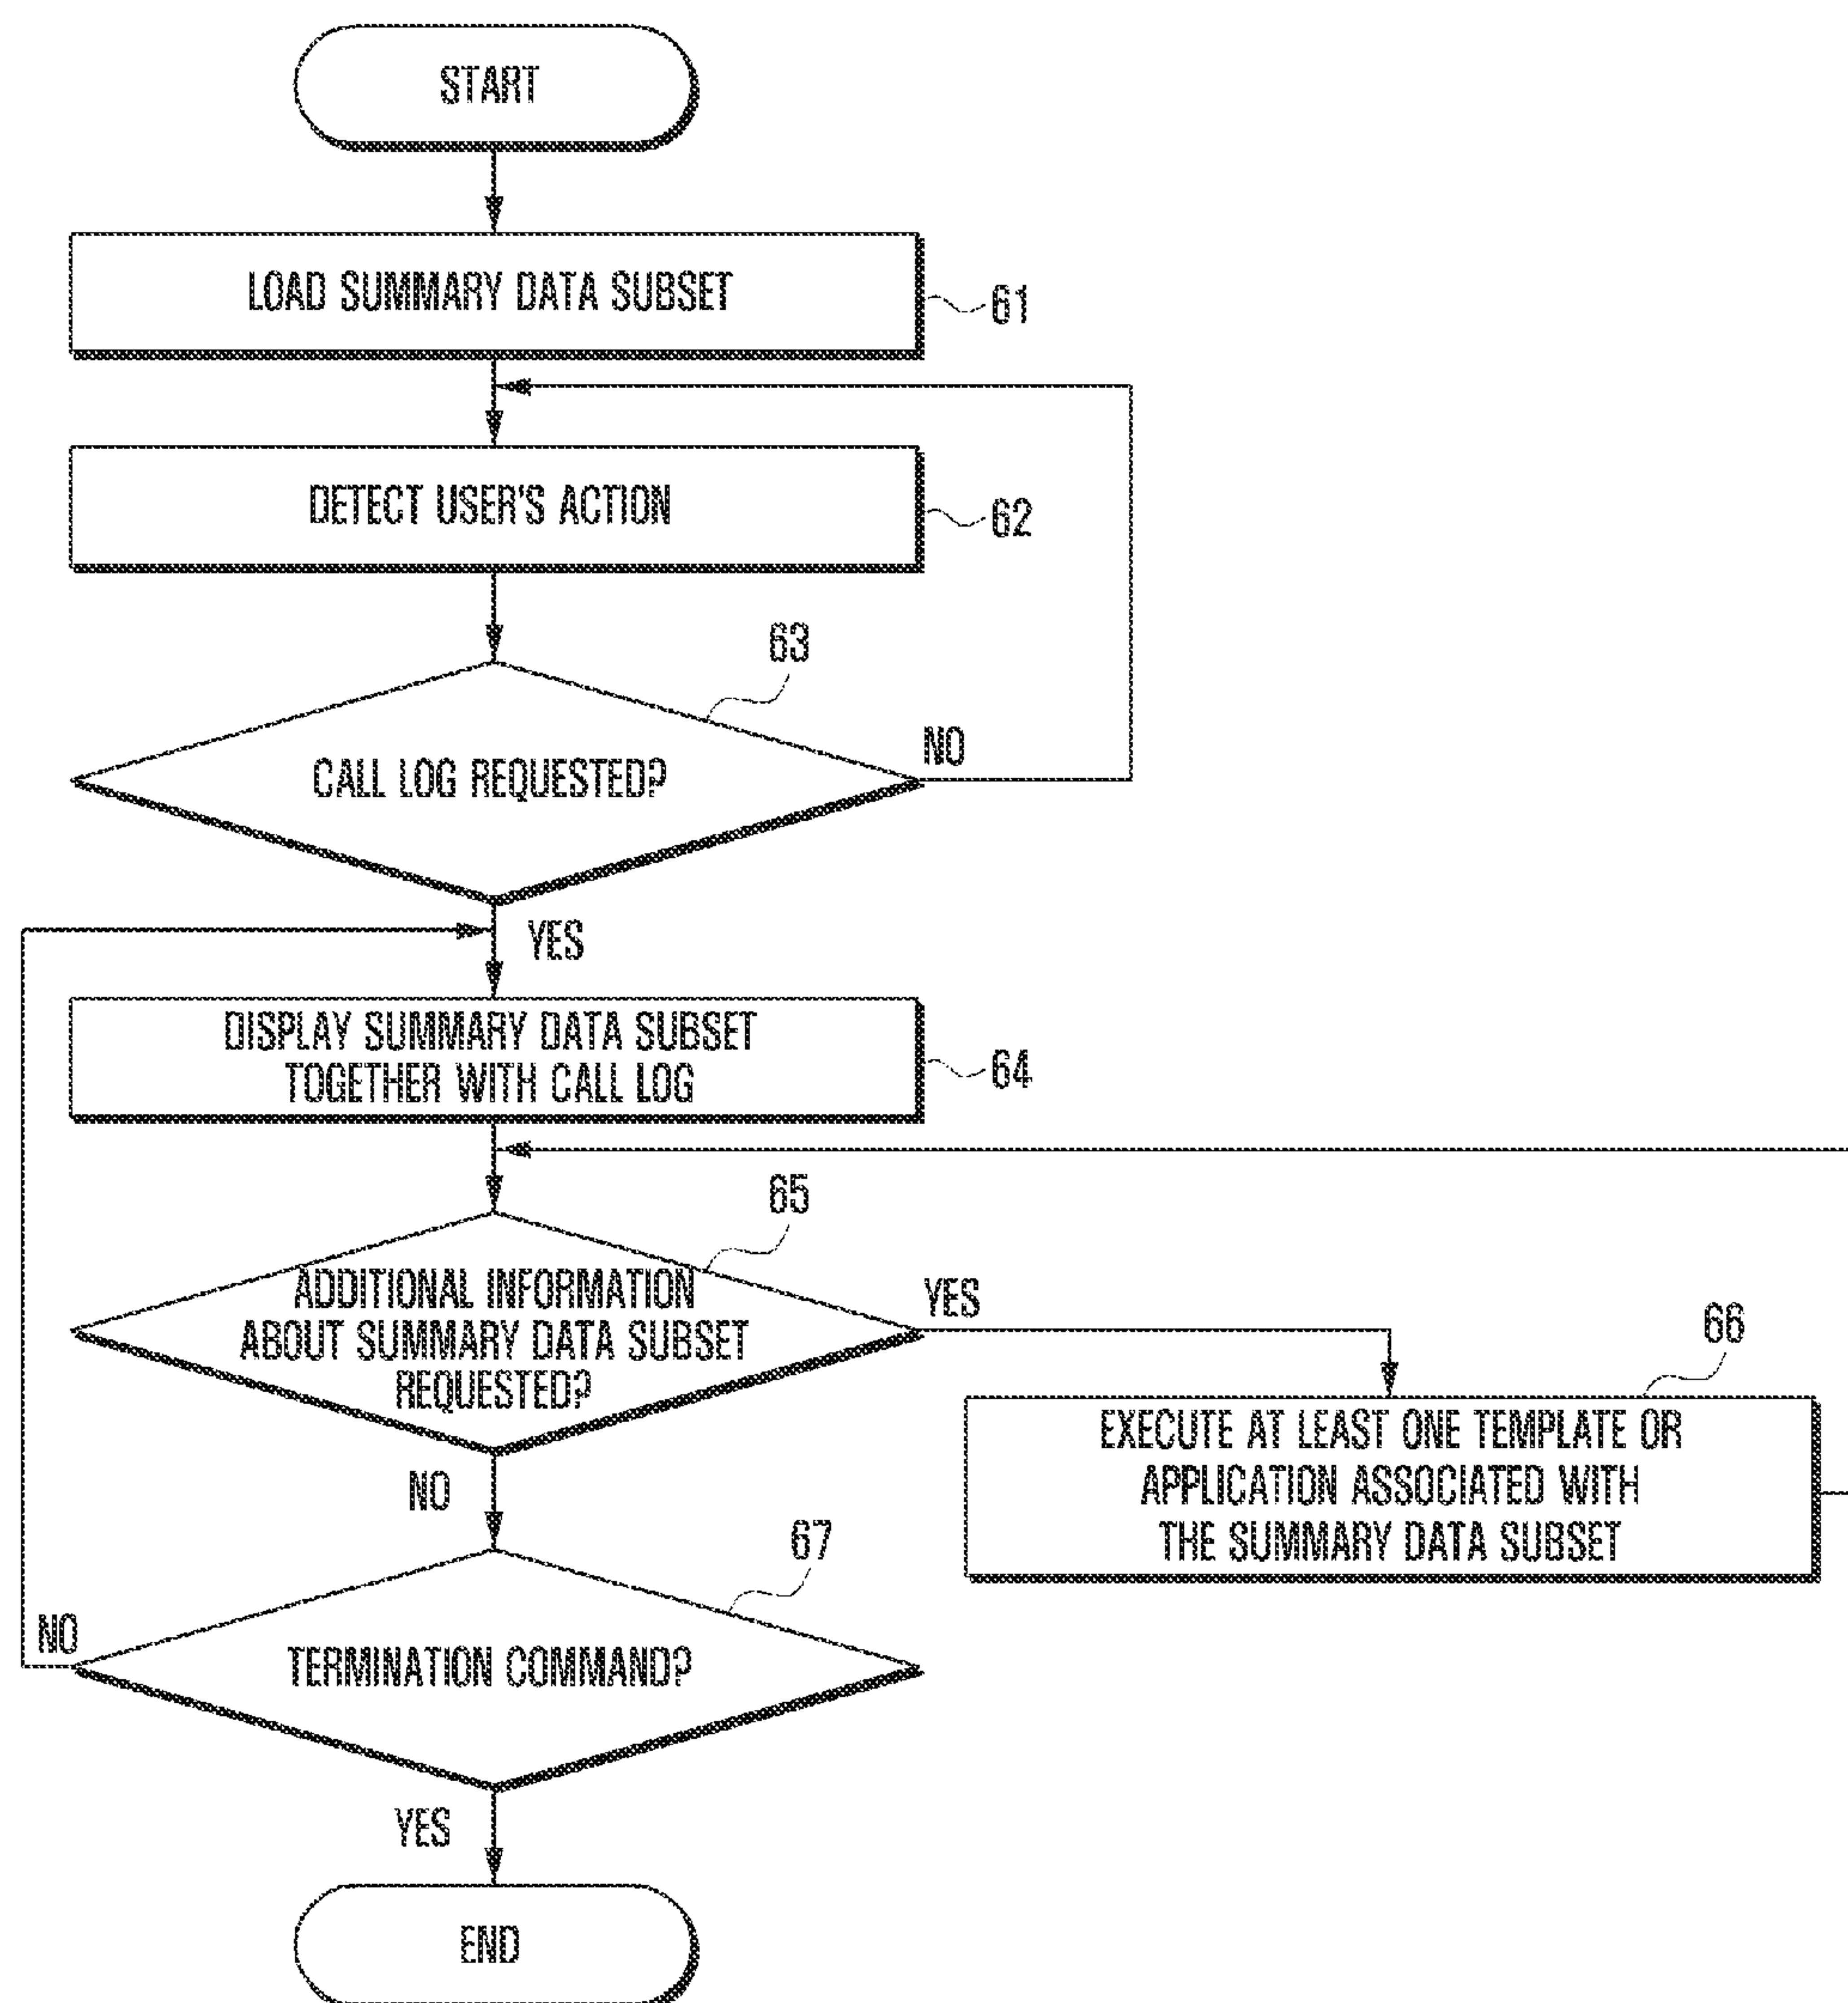 START
LOAD SUMMARY DATA SUBSET
61
DETECT USER'S ACTION
62
63
CALL LOG REQUESTED?
NO
YES
DISPLAY SUMMARY DATA SUBSET
TOGETHER WITH CALL LOG
64
65
ADDITIONAL INFORMATION
ABOUT SUMMARY DATA SUBSET
REQUESTED?
YES
66
EXECUTE AT LEAST ONE TEMPLATE OR
APPLICATION ASSOCIATED WITH
THE SUMMARY DATA SUBSET
NO
67
TERMINATION COMMAND?
NO
YES
END